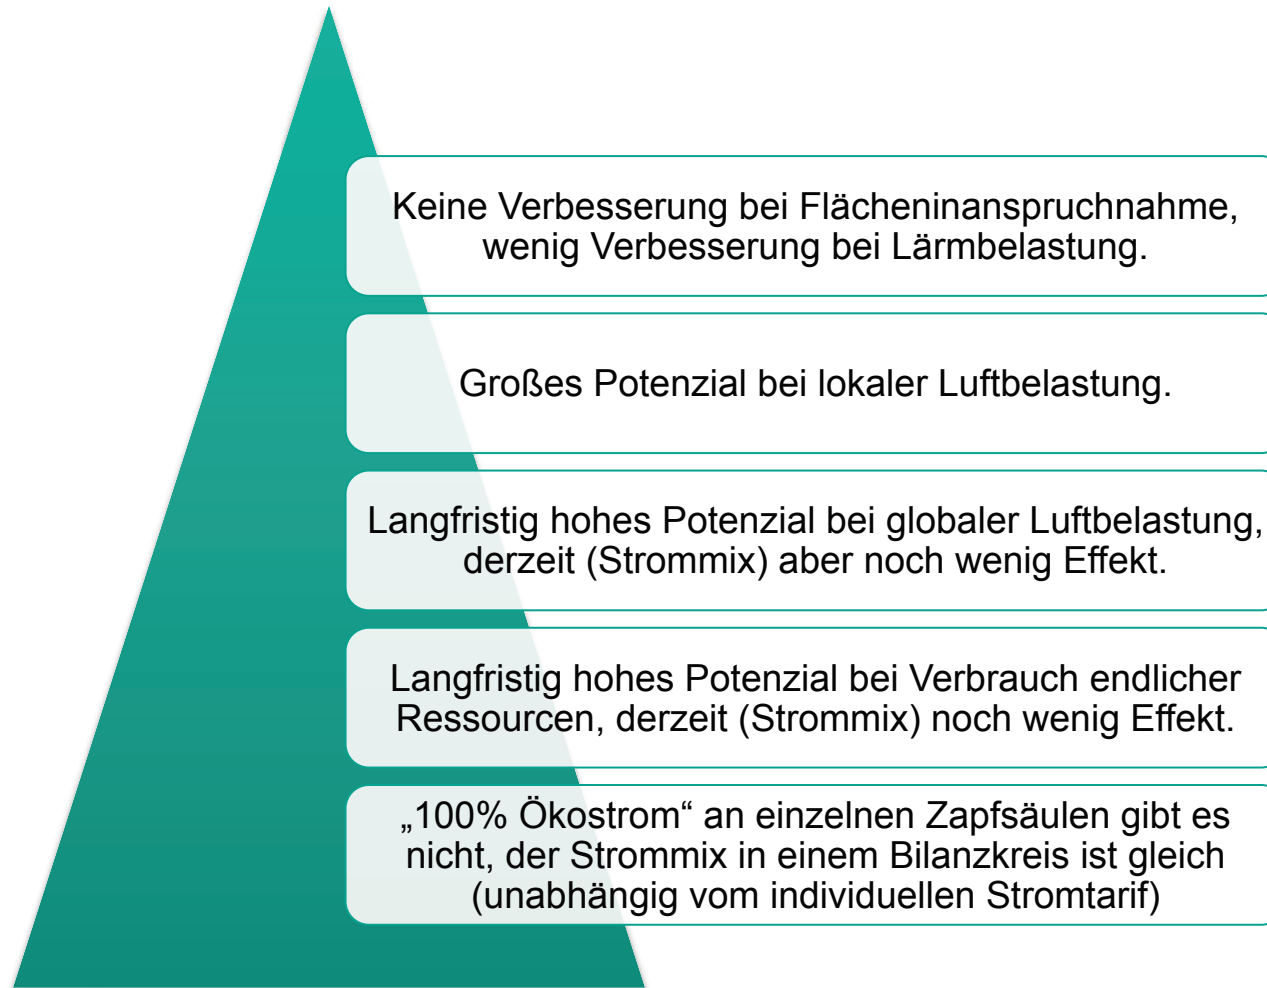 Keine Verbesserung bei Flächeninanspruchnahme,
wenig Verbesserung bei Lärmbelastung.
Großes Potenzial bei lokaler Luftbelastung.
Langfristig hohes Potenzial bei globaler Luftbelastung,
derzeit (Strommix) aber noch wenig Effekt.
Langfristig hohes Potenzial bei Verbrauch endlicher
Ressourcen, derzeit (Strommix) noch wenig Effekt.
„100% Ökostrom“ an einzelnen Zapfsäulen gibt es
nicht, der Strommix in einem Bilanzkreis ist gleich
(unabhängig vom individuellen Stromtarif)